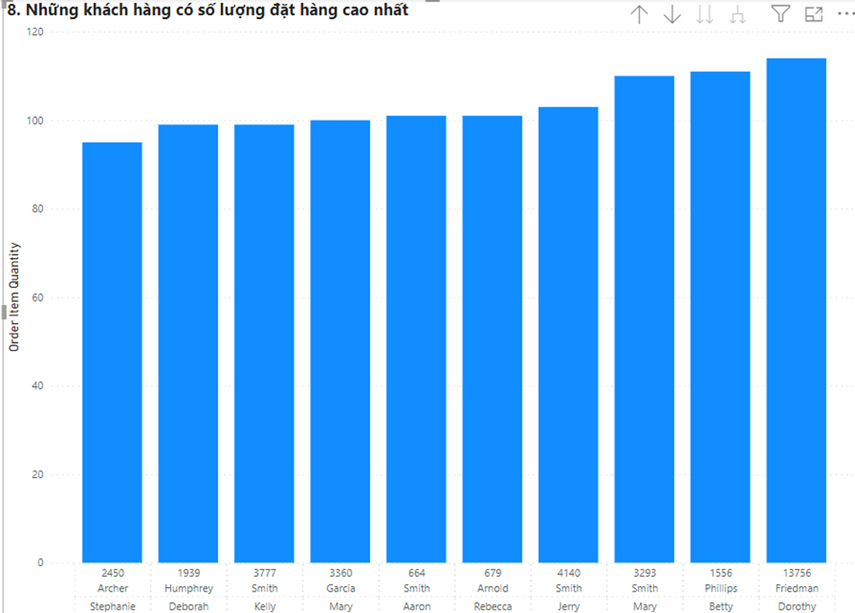 8. Những khách hàng có số lượng đặt hàng cao nhất
120
100
80
60
40
20
0
Order Item Quantity
2450 1939 3777 3360 664 679 4140 3293 1556 13756
Archer Humphrey Smith Garcia Smith Arnold Smith Smith Phillips Friedman
Stephanie Deborah Kelly Mary Aaron Rebecca Jerry Mary Betty Dorothy